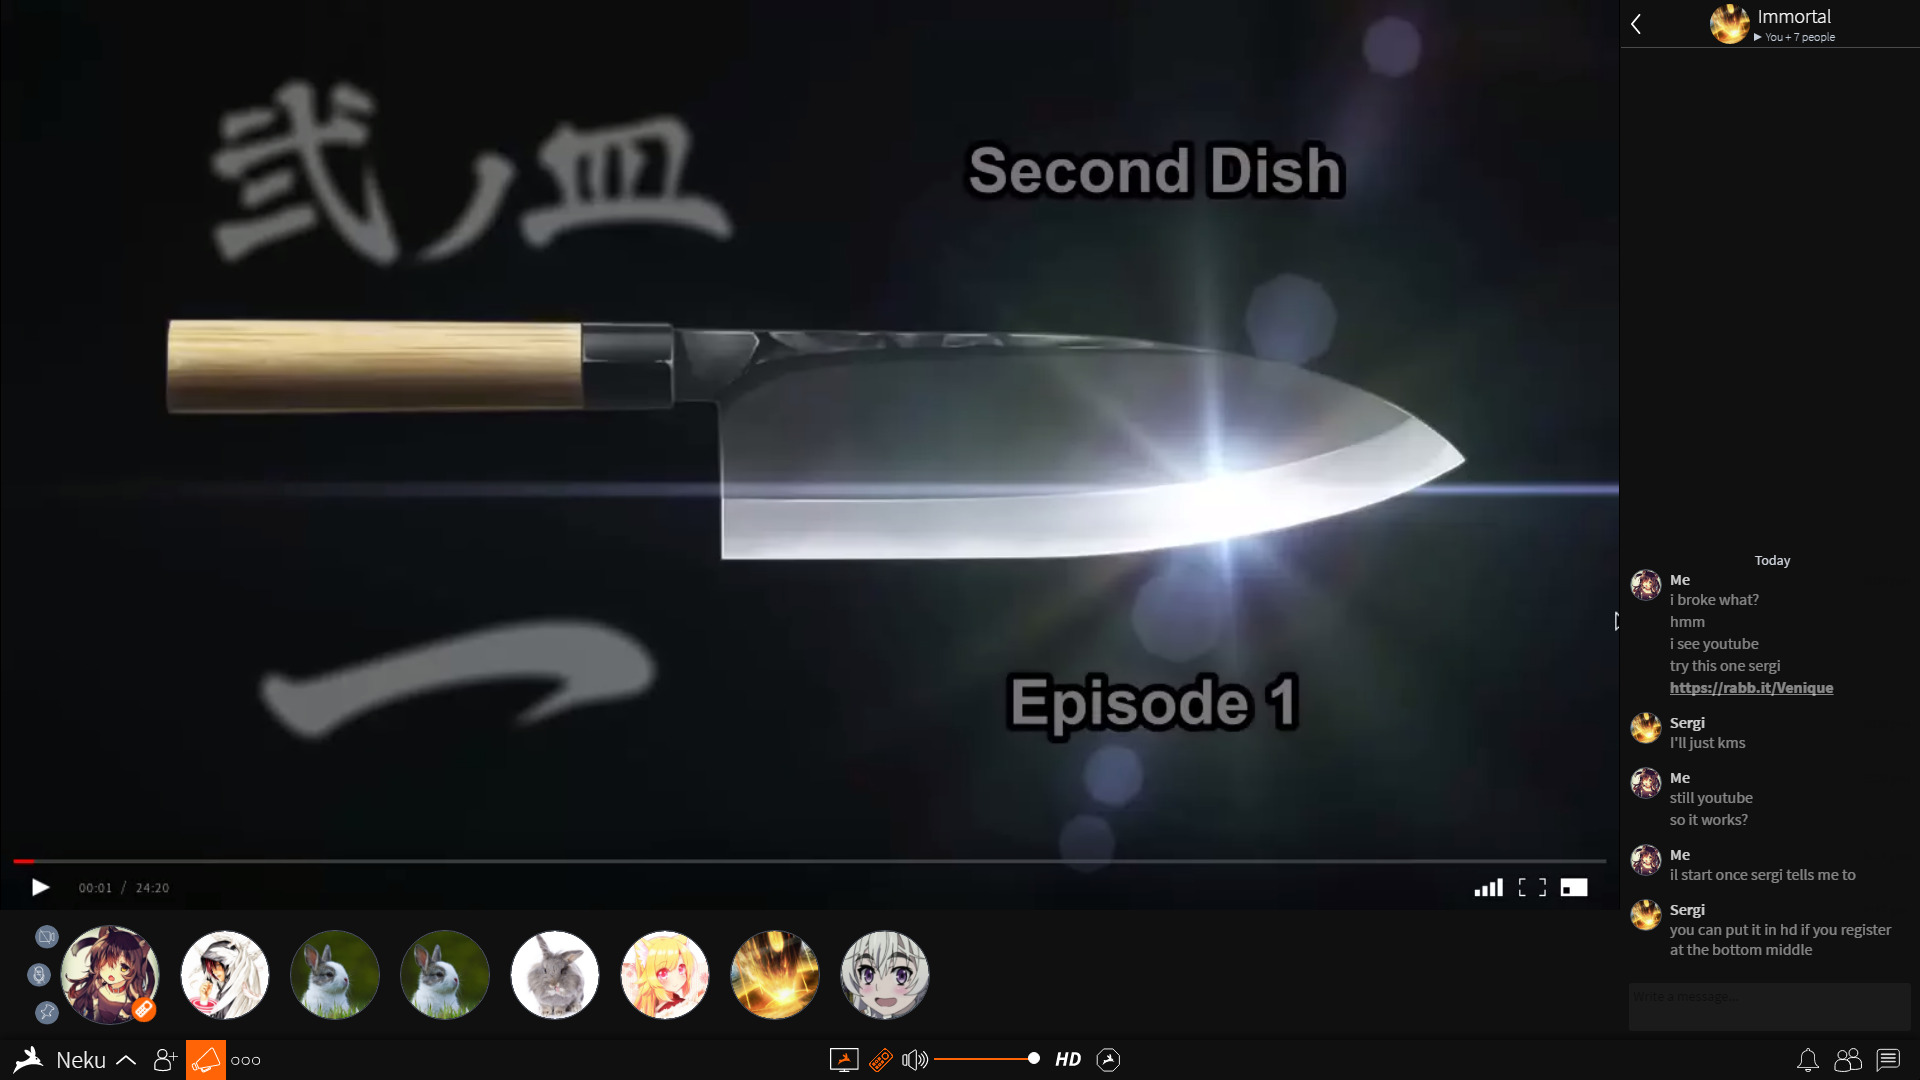 弐ノ皿
Second Dish
一
Episode 1
00:01 / 24:20
Immortal
You + 7 people
Today
Me
i broke what?
hmm
i see youtube
try this one sergi
https://rabb.it/Venique
Sergi
I'll just kms
Me
still youtube
so it works?
Me
il start once sergi tells me to
Sergi
you can put it in hd if you register
at the bottom middle
Write a message...
Neku
HD